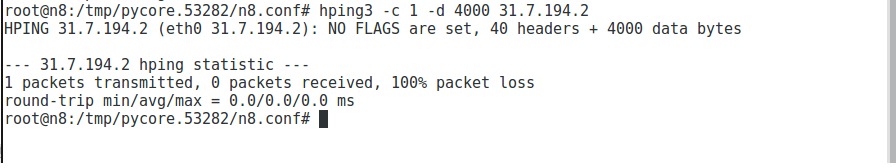 root@n8:/tmp/pycore.53282/n8.conf# hping3 -c 1 -d 4000 31.7.194.2
HPING 31.7.194.2 (eth0 31.7.194.2): NO FLAGS are set, 40 headers + 4000 data bytes
--- 31.7.194.2 hping statistic ---
1 packets transmitted, 0 packets received, 100% packet loss
round-trip min/avg/max = 0.0/0.0/0.0 ms
root@n8:/tmp/pycore.53282/n8.conf#